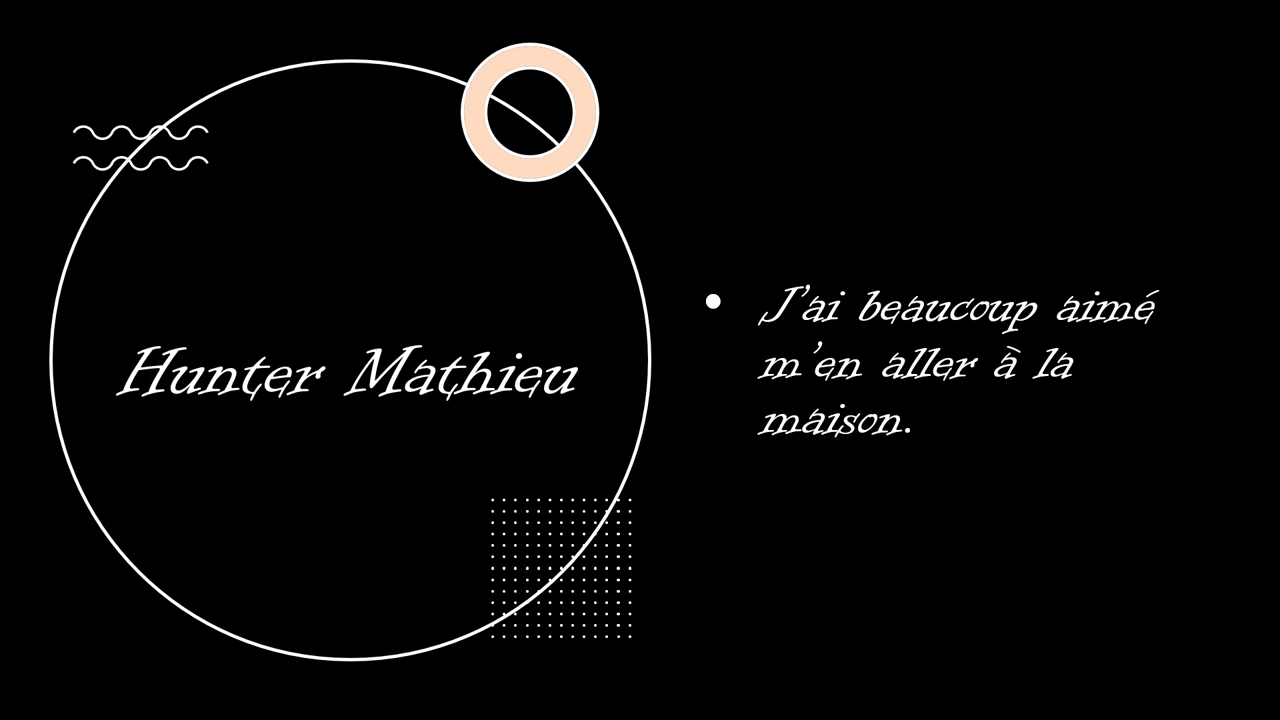 Hunter Mathieu
• J'ai beaucoup aimé
m'en aller à la
maison.